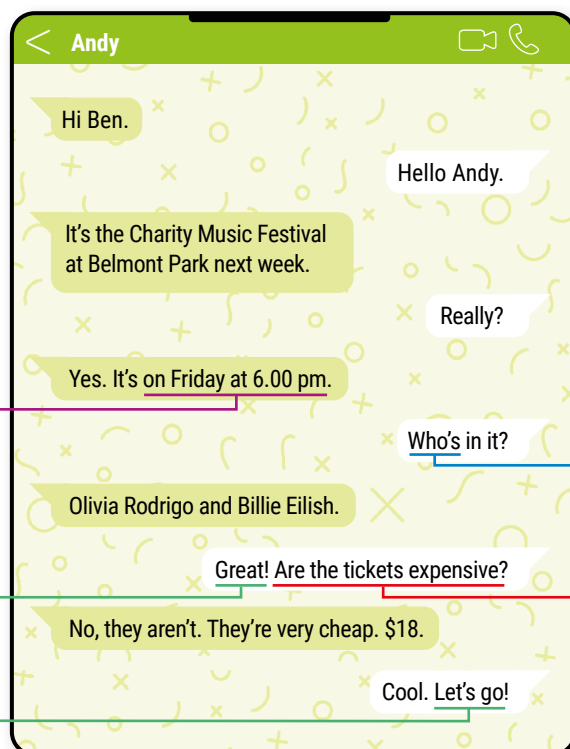 Andy
Hi Ben.
Hello Andy.
It's the Charity Music Festival
at Belmont Park next week.
Really?
Yes. It's on Friday at 6.00 pm.
Who's in it?
Olivia Rodrigo and Billie Eilish.
Great! Are the tickets expensive?
No, they aren't. They're very cheap. $18.
Cool. Let's go!